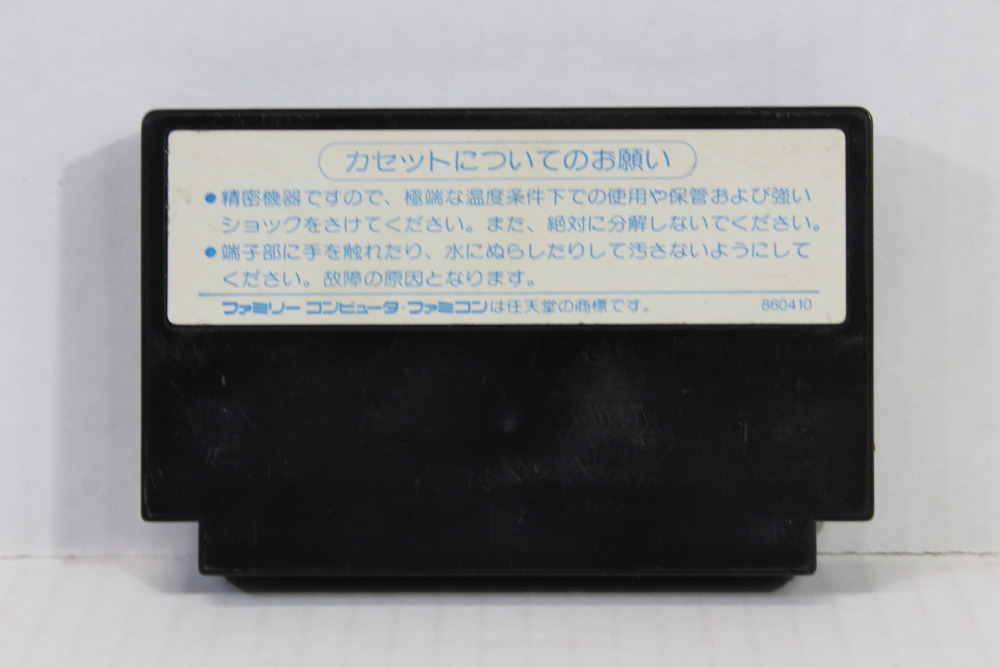 カセットについてのお願い
●精密機器ですので、極端な温度条件下での使用や保管および強い
ショックをさけてください。また、絶対に分解しないでください。
●端子部に手を触れたり、水にぬらしたりして汚さないようにして
ください。故障の原因となります。
ファミリー コンピュータ・ファミコンは任天堂の商標です。 860410